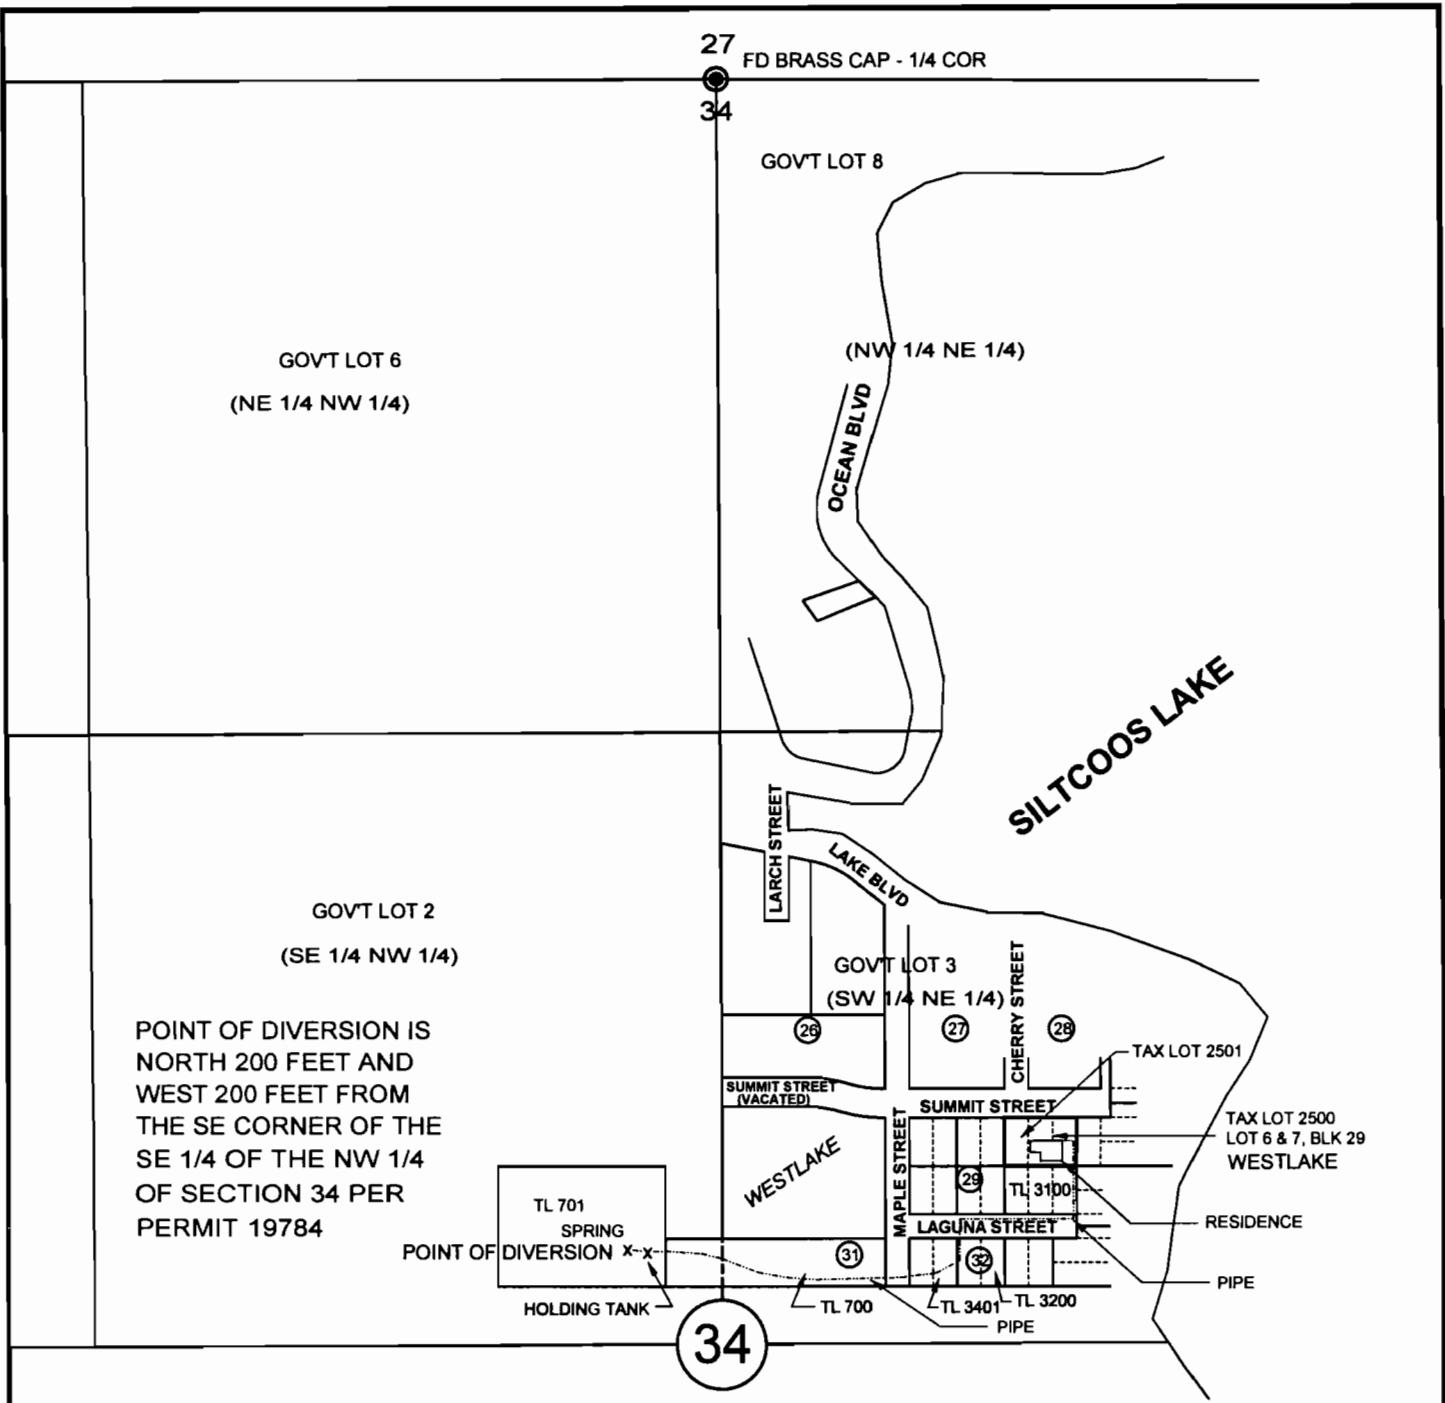 27
FD BRASS CAP - 1/4 COR
34
GOV'T LOT 8
GOV'T LOT 6
(NE 1/4 NW 1/4)
(NW 1/4 NE 1/4)
OCEAN BLVD
SILTCOOS LAKE
LARCH STREET
LAKE BLVD
GOV'T LOT 2
(SE 1/4 NW 1/4)
GOV'T LOT 3
(SW 1/4 NE 1/4)
CHERRY STREET
26
27
28
POINT OF DIVERSION IS
NORTH 200 FEET AND
WEST 200 FEET FROM
THE SE CORNER OF THE
SE 1/4 OF THE NW 1/4
OF SECTION 34 PER
PERMIT 19784
TAX LOT 2501
SUMMIT STREET
(VACATED)
SUMMIT STREET
TAX LOT 2500
LOT 6 & 7, BLK 29
WESTLAKE
WESTLAKE
MAPLE STREET
29
TL 3100
TL 701
SPRING
LAGUNA STREET
RESIDENCE
POINT OF DIVERSION X
X
31
32
PIPE
HOLDING TANK
TL 700
TL 3401
TL 3200
PIPE
34